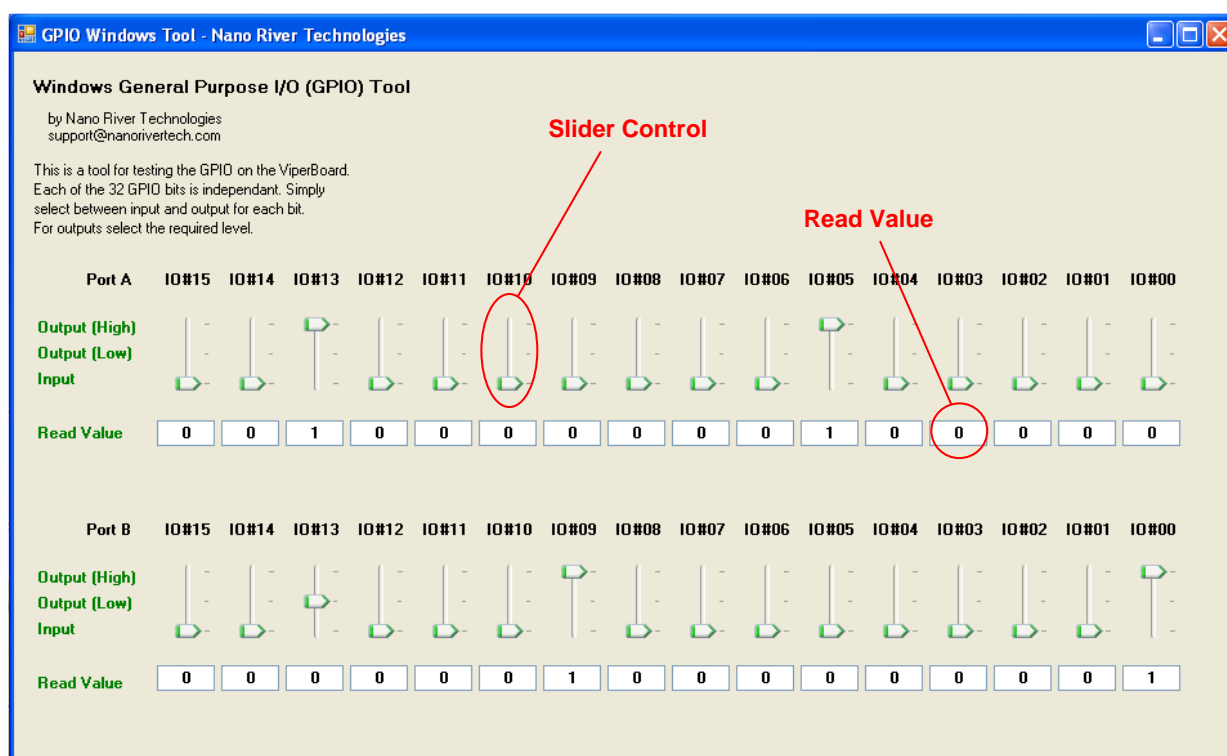 GPIO Windows Tool - Nano River Technologies
Windows General Purpose I/O (GPIO) Tool
by Nano River Technologies
support@nanorivertech.com
Slider Control
This is a tool for testing the GPIO on the ViperBoard.
Each of the 32 GPIO bits is independant. Simply
select between input and output for each bit.
For outputs select the required level.
Read Value
Port A IO#15 IO#14 IO#13 IO#12 IO#11 IO#10 IO#09 IO#08 IO#07 IO#06 IO#05 IO#04 IO#03 IO#02 IO#01 IO#00
Output (High)
Output (Low)
Input
Read Value 0 0 1 0 0 0 0 0 0 0 1 0 0 0 0 0
Port B IO#15 IO#14 IO#13 IO#12 IO#11 IO#10 IO#09 IO#08 IO#07 IO#06 IO#05 IO#04 IO#03 IO#02 IO#01 IO#00
Output (High)
Output (Low)
Input
Read Value 0 0 0 0 0 0 1 0 0 0 0 0 0 0 0 1